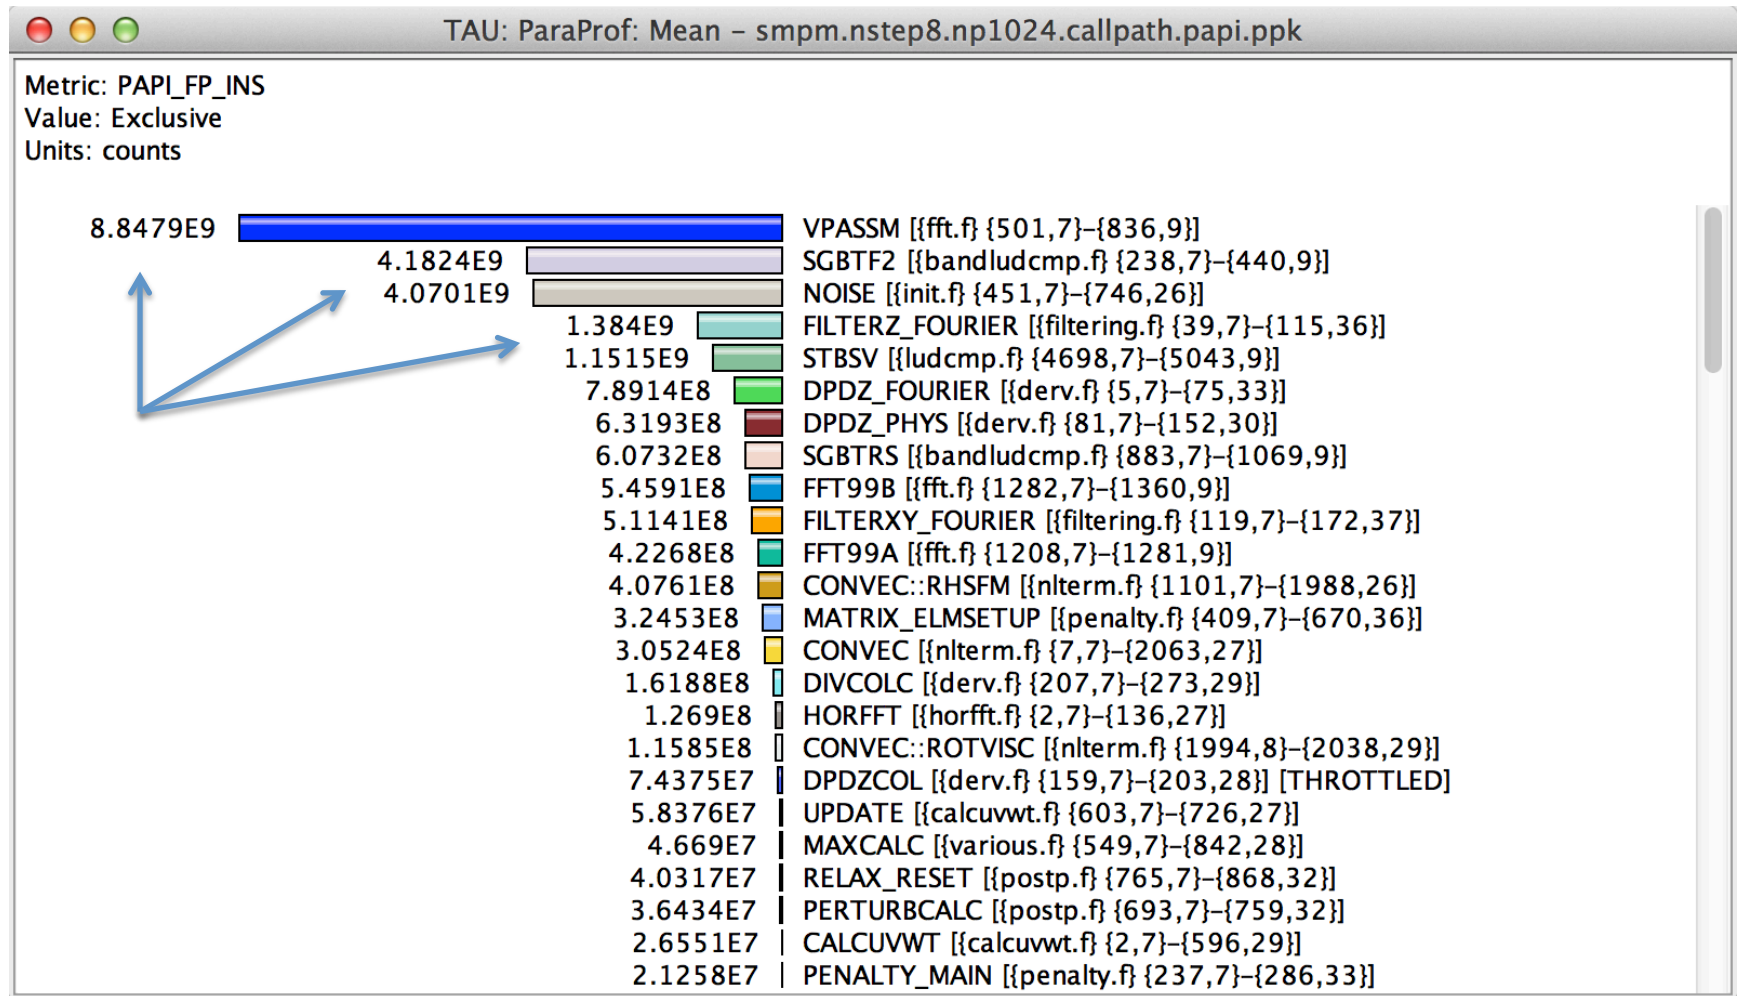 TAU: ParaProf: Mean – smpm.nstep8.np1024.callpath.papi.ppk
Metric: PAPI_FP_INS
Value: Exclusive
Units: counts
8.8479E9 VPASSM [{fft.f} {501,7}–{836,9}]
4.1824E9 SGBTF2 [{bandludcmp.f} {238,7}–{440,9}]
4.0701E9 NOISE [{init.f} {451,7}–{746,26}]
1.384E9 FILTERZ_FOURIER [{filtering.f} {39,7}–{115,36}]
1.1515E9 STBSV [{ludcmp.f} {4698,7}–{5043,9}]
7.8914E8 DPDZ_FOURIER [{derv.f} {5,7}–{75,33}]
6.3193E8 DPDZ_PHYS [{derv.f} {81,7}–{152,30}]
6.0732E8 SGBTRS [{bandludcmp.f} {883,7}–{1069,9}]
5.4591E8 FFT99B [{fft.f} {1282,7}–{1360,9}]
5.1141E8 FILTERXY_FOURIER [{filtering.f} {119,7}–{172,37}]
4.2268E8 FFT99A [{fft.f} {1208,7}–{1281,9}]
4.0761E8 CONVEC::RHSFM [{nlterm.f} {1101,7}–{1988,26}]
3.2453E8 MATRIX_ELMSETUP [{penalty.f} {409,7}–{670,36}]
3.0524E8 CONVEC [{nlterm.f} {7,7}–{2063,27}]
1.6188E8 DIVCOLC [{derv.f} {207,7}–{273,29}]
1.269E8 HORFFT [{horfft.f} {2,7}–{136,27}]
1.1585E8 CONVEC::ROTVISC [{nlterm.f} {1994,8}–{2038,29}]
7.4375E7 DPDZCOL [{derv.f} {159,7}–{203,28}] [THROTTLED]
5.8376E7 UPDATE [{calcuvwt.f} {603,7}–{726,27}]
4.669E7 MAXCALC [{various.f} {549,7}–{842,28}]
4.0317E7 RELAX_RESET [{postp.f} {765,7}–{868,32}]
3.6434E7 PERTURBCALC [{postp.f} {693,7}–{759,32}]
2.6551E7 CALCUVWT [{calcuvwt.f} {2,7}–{596,29}]
2.1258E7 PENALTY_MAIN [{penalty.f} {237,7}–{286,33}]